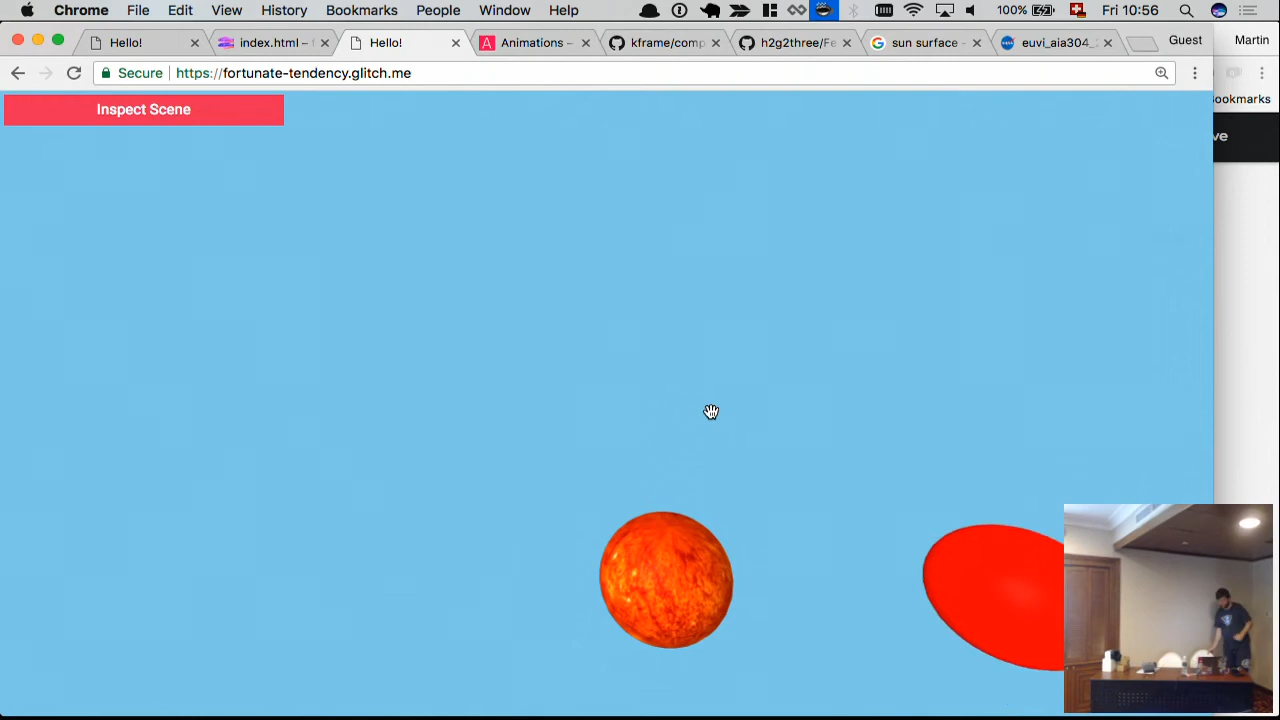 Chrome File Edit View History Bookmarks People Window Help 100% Fri 10:56
Hello! index.html – Hello! Animations – kframe/comp h2g2three/Fe sun surface - euvi_aia304_ Guest Martin
Secure https://fortunate-tendency.glitch.me
ookmarks
Inspect Scene
ve